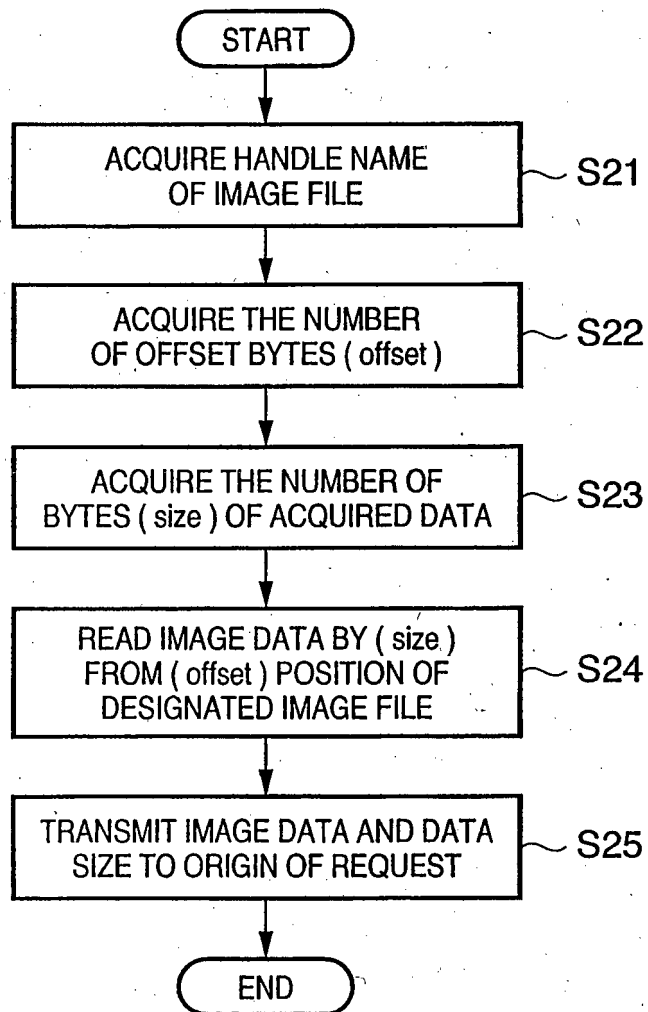 START
ACQUIRE HANDLE NAME
OF IMAGE FILE
S21
ACQUIRE THE NUMBER
OF OFFSET BYTES ( offset )
S22
ACQUIRE THE NUMBER OF
BYTES ( size ) OF ACQUIRED DATA
S23
READ IMAGE DATA BY ( size )
FROM ( offset ) POSITION OF
DESIGNATED IMAGE FILE
S24
TRANSMIT IMAGE DATA AND DATA
SIZE TO ORIGIN OF REQUEST
S25
END